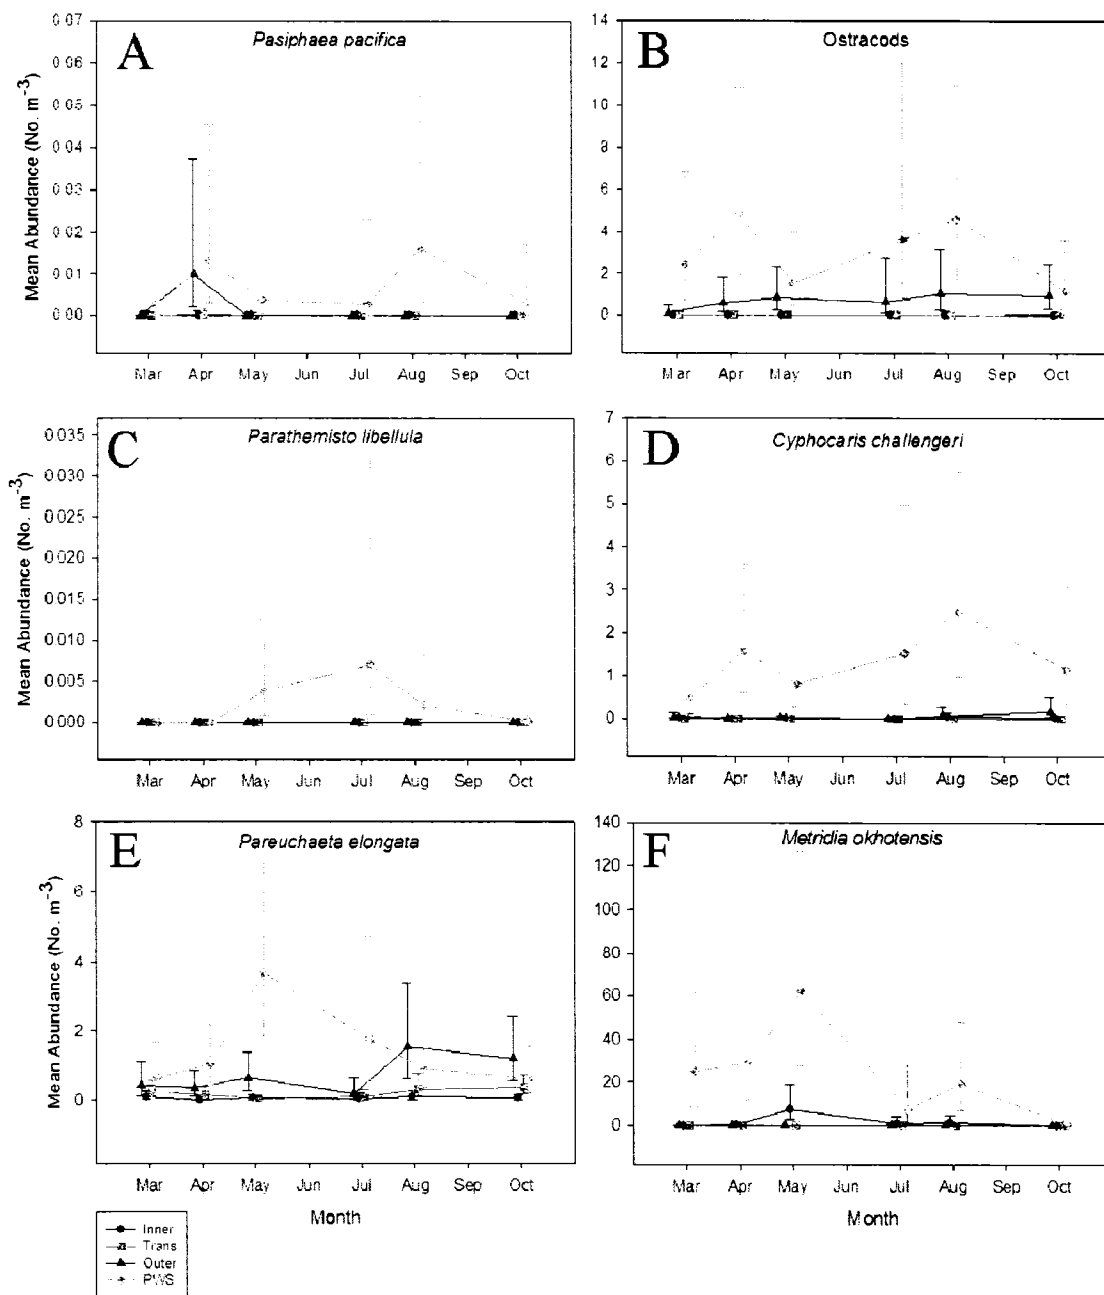 A
Pasiphaea pacifica
Mean Abundance (No. m-3)
0.07
0.06
0.05
0.04
0.03
0.02
0.01
0.00
Mar Apr May Jun Jul Aug Sep Oct
B
Ostracods
14
12
10
8
6
4
2
0
Mar Apr May Jun Jul Aug Sep Oct
C
Parathemisto libellula
Mean Abundance (No. m-3)
0.035
0.030
0.025
0.020
0.015
0.010
0.005
0.000
Mar Apr May Jun Jul Aug Sep Oct
D
Cyphocaris challengeri
7
6
5
4
3
2
1
0
Mar Apr May Jun Jul Aug Sep Oct
E
Pareuchaeta elongata
Mean Abundance (No. m-3)
8
6
4
2
0
Mar Apr May Jun Jul Aug Sep Oct
Month
F
Metridia okhotensis
140
120
100
80
60
40
20
0
Mar Apr May Jun Jul Aug Sep Oct
Month
Inner
Trans
Outer
PWS